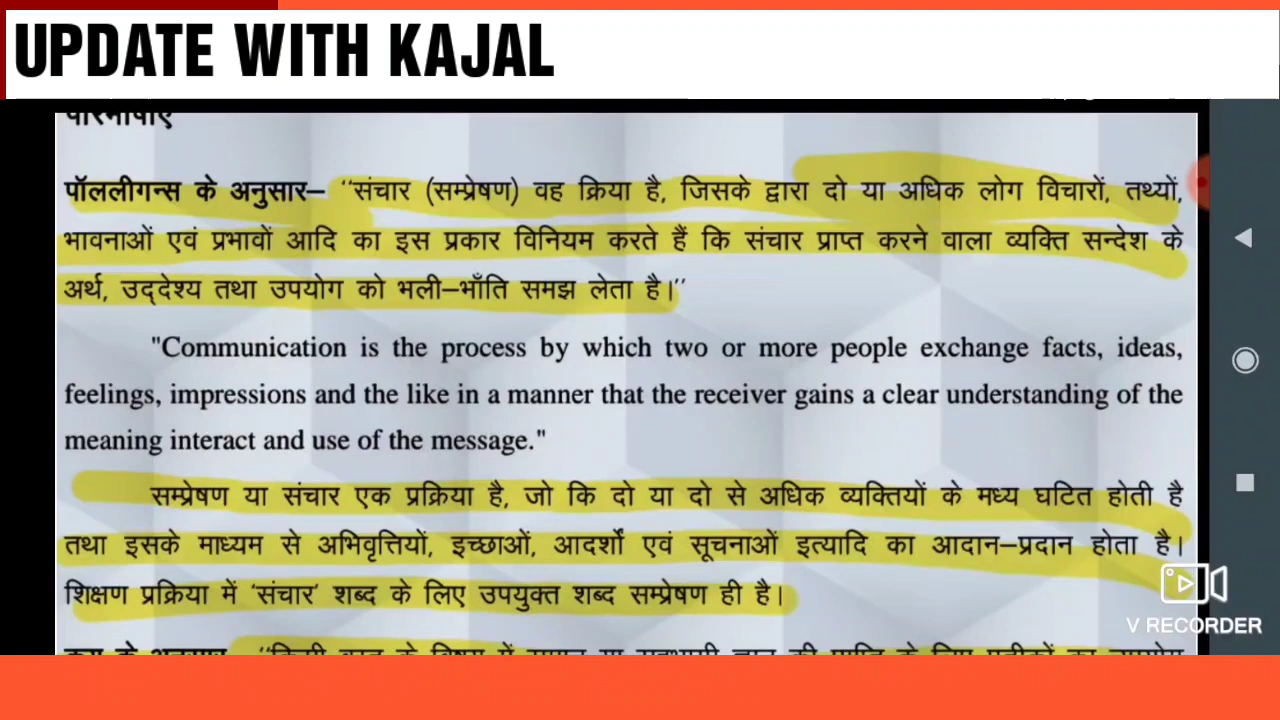 UPDATE WITH KAJAL
परिभाषाएँ
पॉललीगन्स के अनुसार– ‘‘संचार (सम्प्रेषण) वह क्रिया है, जिसके द्वारा दो या अधिक लोग विचारों, तथ्यों,
भावनाओं एवं प्रभावों आदि का इस प्रकार विनियम करते हैं कि संचार प्राप्त करने वाला व्यक्ति सन्देश के
अर्थ, उद्देश्य तथा उपयोग को भली–भाँति समझ लेता है।’’
"Communication is the process by which two or more people exchange facts, ideas,
feelings, impressions and the like in a manner that the receiver gains a clear understanding of the
meaning interact and use of the message."
सम्प्रेषण या संचार एक प्रक्रिया है, जो कि दो या दो से अधिक व्यक्तियों के मध्य घटित होती है
तथा इसके माध्यम से अभिवृत्तियों, इच्छाओं, आदर्शों एवं सूचनाओं इत्यादि का आदान–प्रदान होता है।
शिक्षण प्रक्रिया में ‘संचार’ शब्द के लिए उपयुक्त शब्द सम्प्रेषण ही है।
V RECORDER